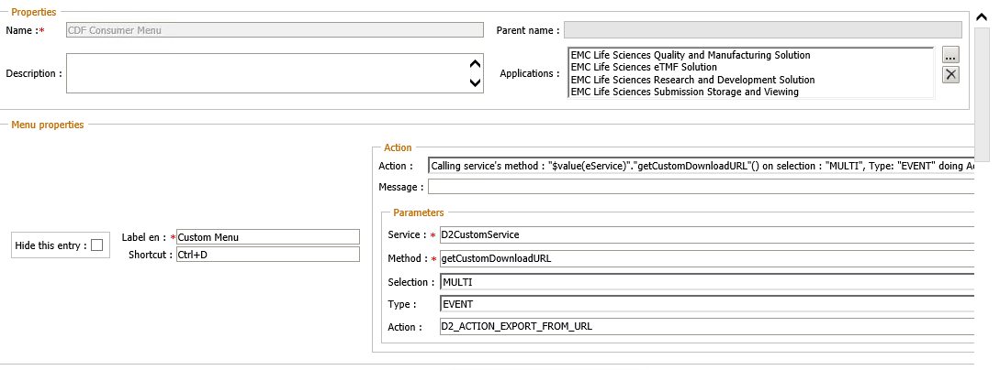 Properties
Name :* CDF Consumer Menu Parent name :
Description : Applications : EMC Life Sciences Quality and Manufacturing Solution
EMC Life Sciences eTMF Solution
EMC Life Sciences Research and Development Solution
EMC Life Sciences Submission Storage and Viewing
...
Menu properties
Hide this entry :
Label en : * Custom Menu
Shortcut : Ctrl+D
Action
Action : Calling service's method : "$value(eService)"."getCustomDownloadURL"() on selection : "MULTI", Type: "EVENT" doing Ac
Message :
Parameters
Service : * D2CustomService
Method : * getCustomDownloadURL
Selection : MULTI
Type : EVENT
Action : D2_ACTION_EXPORT_FROM_URL